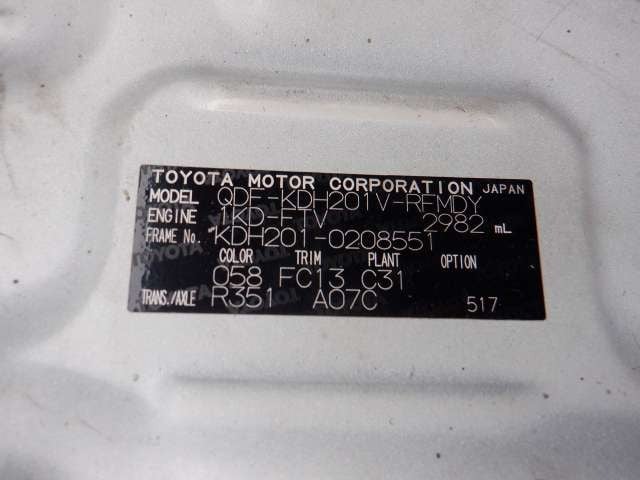 TOYOTA MOTOR CORPORATION JAPAN
MODEL QDF-KDH201V-RFMDY
ENGINE 1KD-FTV 2982 mL
FRAME No. KDH201-0208551
COLOR TRIM PLANT OPTION
058 FC13 C31
TRANS./AXLE R351 A07C 517